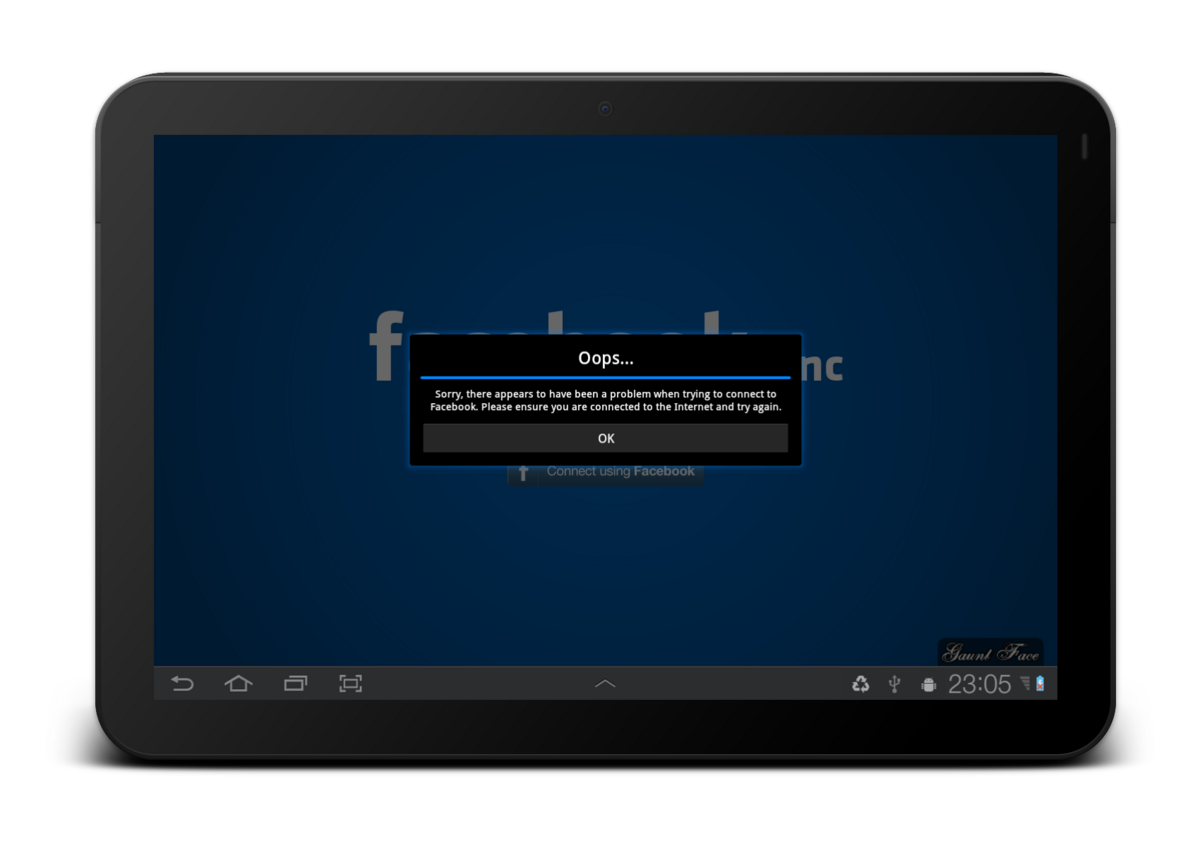 Oops...
Sorry, there appears to have been a problem when trying to connect to
Facebook. Please ensure you are connected to the Internet and try again.
OK
Connect using Facebook
Gaunt Face
23:05